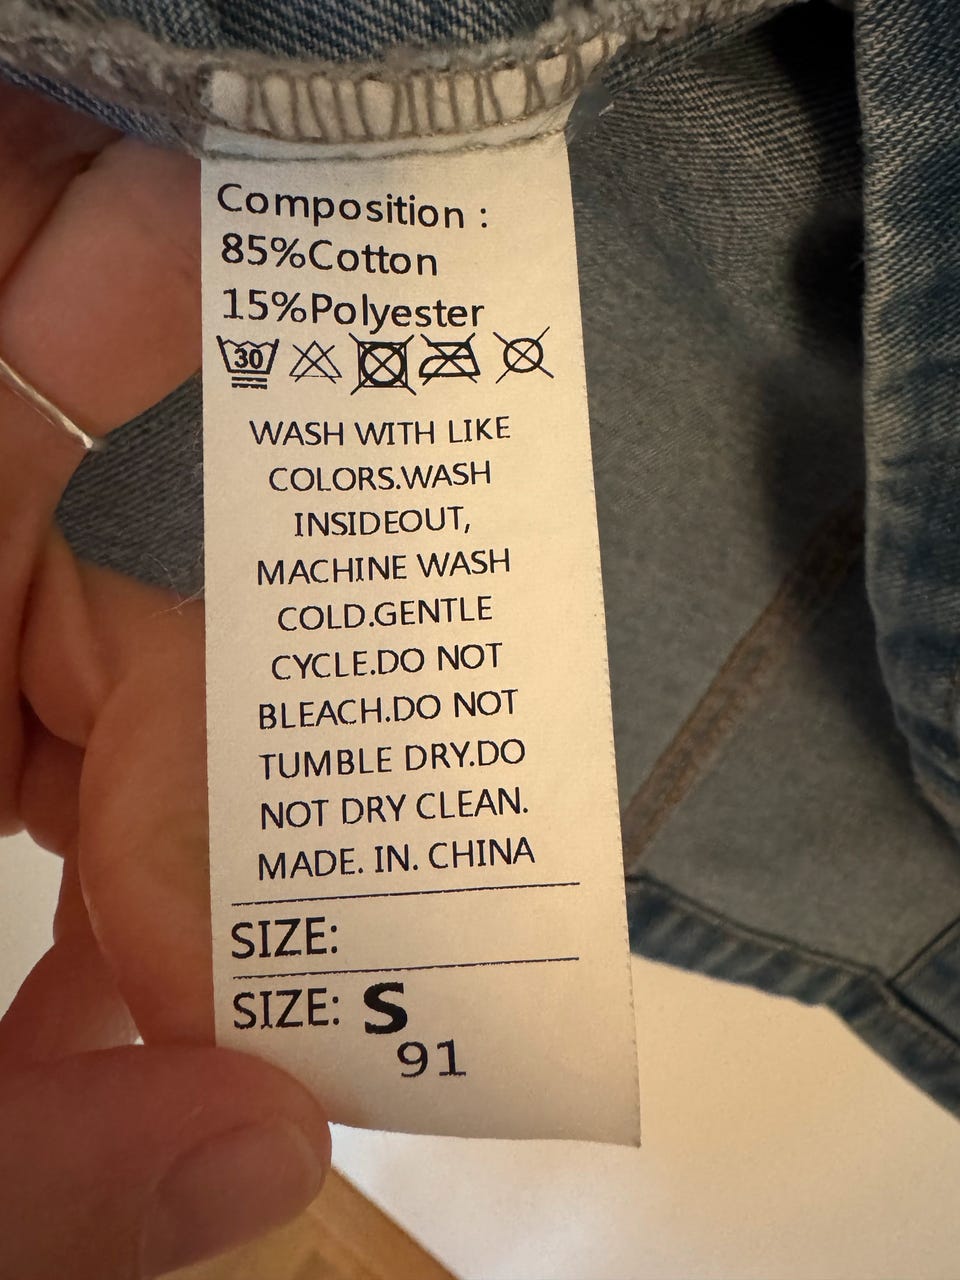 Composition :
85%Cotton
15%Polyester
30
WASH WITH LIKE
COLORS.WASH
INSIDEOUT,
MACHINE WASH
COLD.GENTLE
CYCLE.DO NOT
BLEACH.DO NOT
TUMBLE DRY.DO
NOT DRY CLEAN.
MADE. IN. CHINA
SIZE:
SIZE: S
91